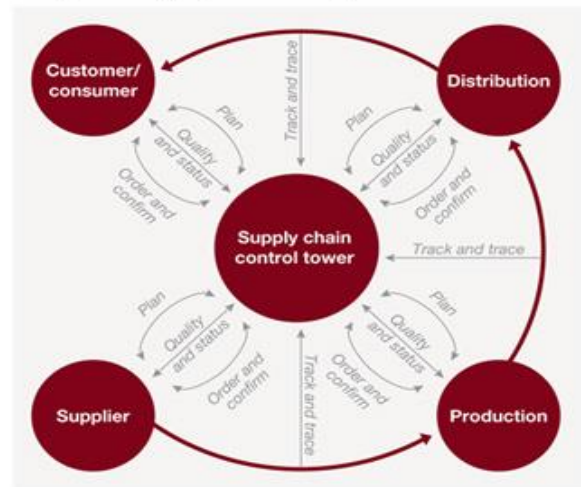 Customer/
consumer
Distribution
Track and trace
Plan
Quality
and status
Order and
confirm
Plan
Quality
and status
Order and
confirm
Supply chain
control tower
Track and trace
Plan
Quality
and status
Order and
confirm
Plan
Quality
and status
Order and
confirm
Track and trace
Supplier
Production